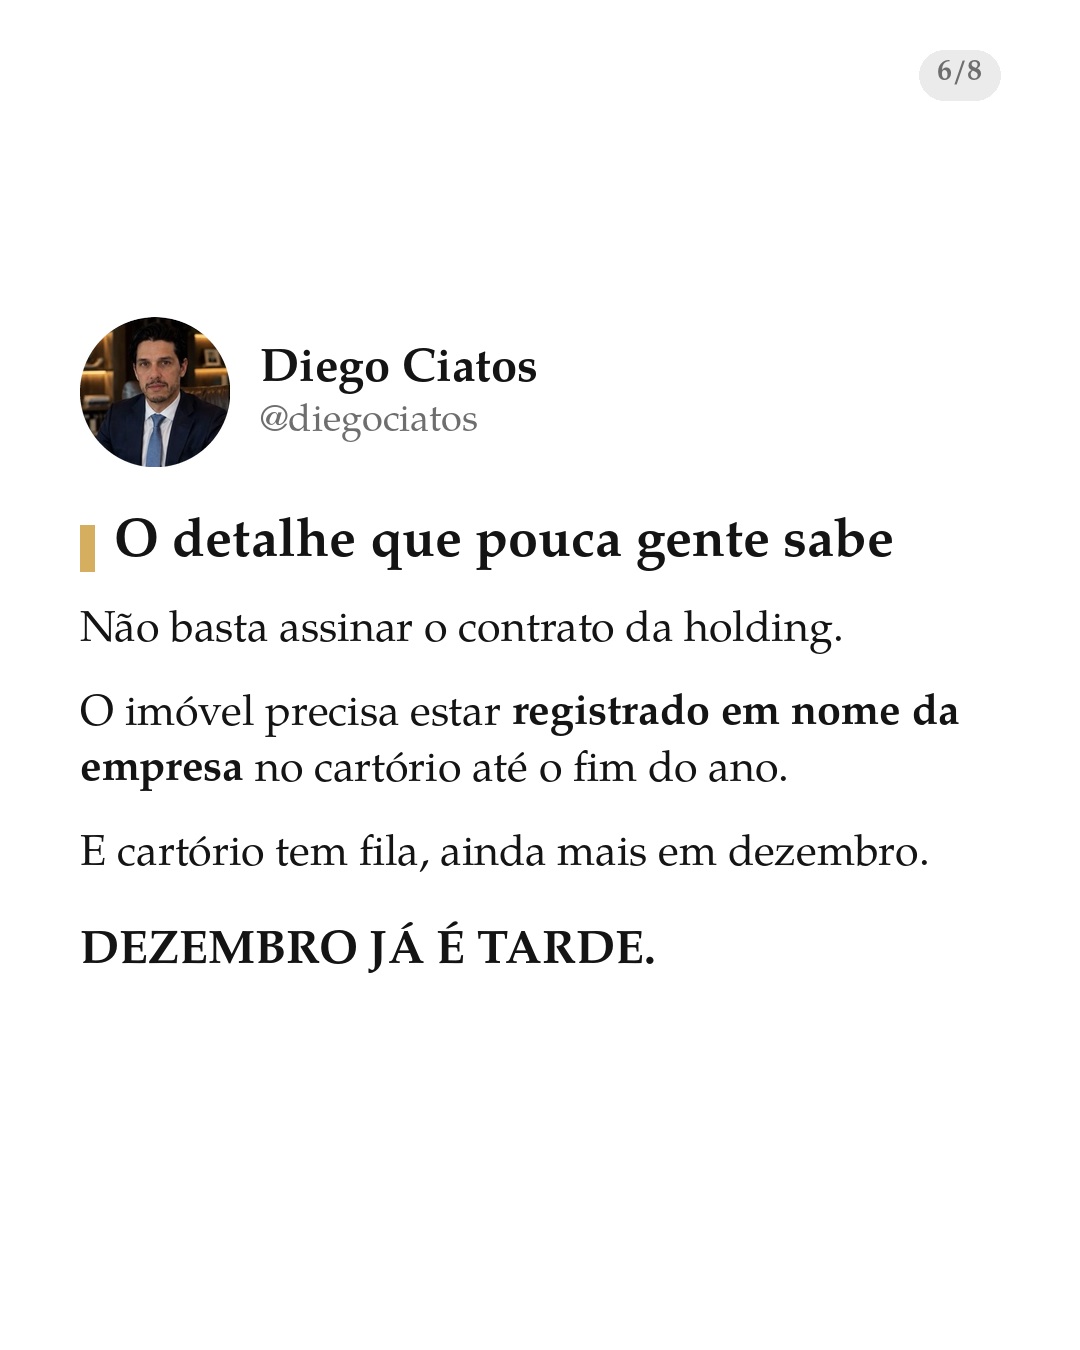 6/8
Diego Ciatos
@diegociatos
O detalhe que pouca gente sabe
Não basta assinar o contrato da holding.
O imóvel precisa estar registrado em nome da
empresa no cartório até o fim do ano.
E cartório tem fila, ainda mais em dezembro.
DEZEMBRO JÁ É TARDE.